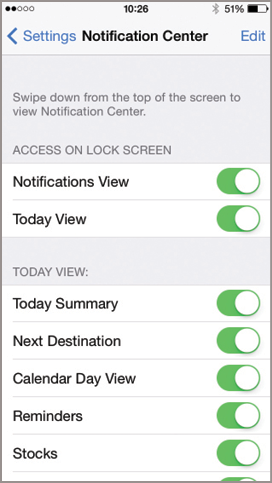 10:26 51%
Settings Notification Center Edit
Swipe down from the top of the screen to
view Notification Center.
ACCESS ON LOCK SCREEN
Notifications View
Today View
TODAY VIEW:
Today Summary
Next Destination
Calendar Day View
Reminders
Stocks